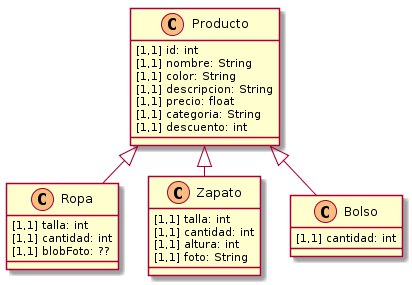 C Producto
[1,1] id: int
[1,1] nombre: String
[1,1] color: String
[1,1] descripcion: String
[1,1] precio: float
[1,1] categoria: String
[1,1] descuento: int
C Ropa
[1,1] talla: int
[1,1] cantidad: int
[1,1] blobFoto: ??
C Zapato
[1,1] talla: int
[1,1] cantidad: int
[1,1] altura: int
[1,1] foto: String
C Bolso
[1,1] cantidad: int